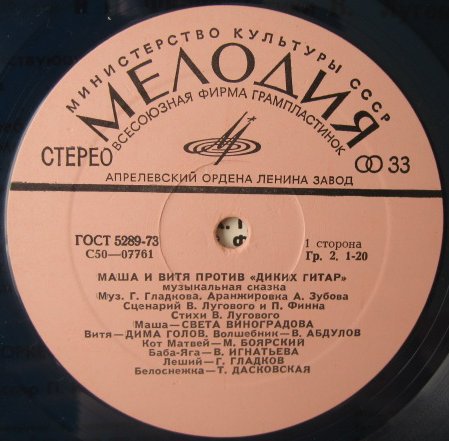 МИНИСТЕРСТВО КУЛЬТУРЫ СССР
МЕЛОДИЯ
ВСЕСОЮЗНАЯ ФИРМА ГРАМПЛАСТИНОК
СТЕРЕО
33
АПРЕЛЕВСКИЙ ОРДЕНА ЛЕНИНА ЗАВОД
ГОСТ 5289-73
С50—07761
1 сторона
Гр. 2, 1-20
МАША И ВИТЯ ПРОТИВ «ДИКИХ ГИТАР»
музыкальная сказка
Муз. Г. Гладкова. Аранжировка А. Зубова
Сценарий В. Лугового и П. Финна
Стихи В. Лугового
Маша—СВЕТА ВИНОГРАДОВА
Витя—ДИМА ГОЛОВ. Волшебник—В. АБДУЛОВ
Кот Матвей—М. БОЯРСКИЙ
Баба-Яга—В. ИГНАТЬЕВА
Леший—Г. ГЛАДКОВ
Белоснежка—Т. ДАСКОВСКАЯ